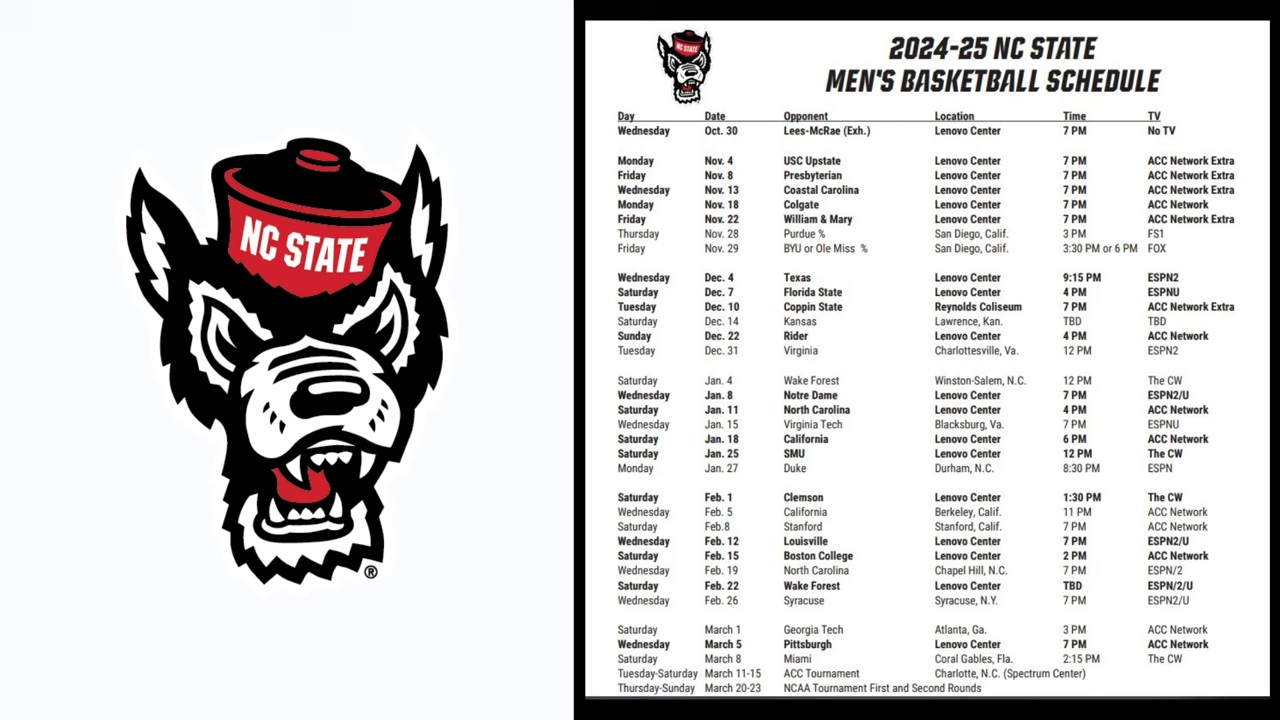 NC STATE
®
NC STATE
2024-25 NC STATE
MEN'S BASKETBALL SCHEDULE
Day Date Opponent Location Time TV
Wednesday Oct. 30 Lees-McRae (Exh.) Lenovo Center 7 PM No TV
Monday Nov. 4 USC Upstate Lenovo Center 7 PM ACC Network Extra
Friday Nov. 8 Presbyterian Lenovo Center 7 PM ACC Network Extra
Wednesday Nov. 13 Coastal Carolina Lenovo Center 7 PM ACC Network Extra
Monday Nov. 18 Colgate Lenovo Center 7 PM ACC Network
Friday Nov. 22 William & Mary Lenovo Center 7 PM ACC Network Extra
Thursday Nov. 28 Purdue % San Diego, Calif. 3 PM FS1
Friday Nov. 29 BYU or Ole Miss % San Diego, Calif. 3:30 PM or 6 PM FOX
Wednesday Dec. 4 Texas Lenovo Center 9:15 PM ESPN2
Saturday Dec. 7 Florida State Lenovo Center 4 PM ESPNU
Tuesday Dec. 10 Coppin State Reynolds Coliseum 7 PM ACC Network Extra
Saturday Dec. 14 Kansas Lawrence, Kan. TBD TBD
Sunday Dec. 22 Rider Lenovo Center 4 PM ACC Network
Tuesday Dec. 31 Virginia Charlottesville, Va. 12 PM ESPN2
Saturday Jan. 4 Wake Forest Winston-Salem, N.C. 12 PM The CW
Wednesday Jan. 8 Notre Dame Lenovo Center 7 PM ESPN2/U
Saturday Jan. 11 North Carolina Lenovo Center 4 PM ACC Network
Wednesday Jan. 15 Virginia Tech Blacksburg, Va. 7 PM ESPNU
Saturday Jan. 18 California Lenovo Center 6 PM ACC Network
Saturday Jan. 25 SMU Lenovo Center 12 PM The CW
Monday Jan. 27 Duke Durham, N.C. 8:30 PM ESPN
Saturday Feb. 1 Clemson Lenovo Center 1:30 PM The CW
Wednesday Feb. 5 California Berkeley, Calif. 11 PM ACC Network
Saturday Feb.8 Stanford Stanford, Calif. 7 PM ACC Network
Wednesday Feb. 12 Louisville Lenovo Center 7 PM ESPN2/U
Saturday Feb. 15 Boston College Lenovo Center 2 PM ACC Network
Wednesday Feb. 19 North Carolina Chapel Hill, N.C. 7 PM ESPN/2
Saturday Feb. 22 Wake Forest Lenovo Center TBD ESPN/2/U
Wednesday Feb. 26 Syracuse Syracuse, N.Y. 7 PM ESPN2/U
Saturday March 1 Georgia Tech Atlanta, Ga. 3 PM ACC Network
Wednesday March 5 Pittsburgh Lenovo Center 7 PM ACC Network
Saturday March 8 Miami Coral Gables, Fla. 2:15 PM The CW
Tuesday-Saturday March 11-15 ACC Tournament Charlotte, N.C. (Spectrum Center)
Thursday-Sunday March 20-23 NCAA Tournament First and Second Rounds